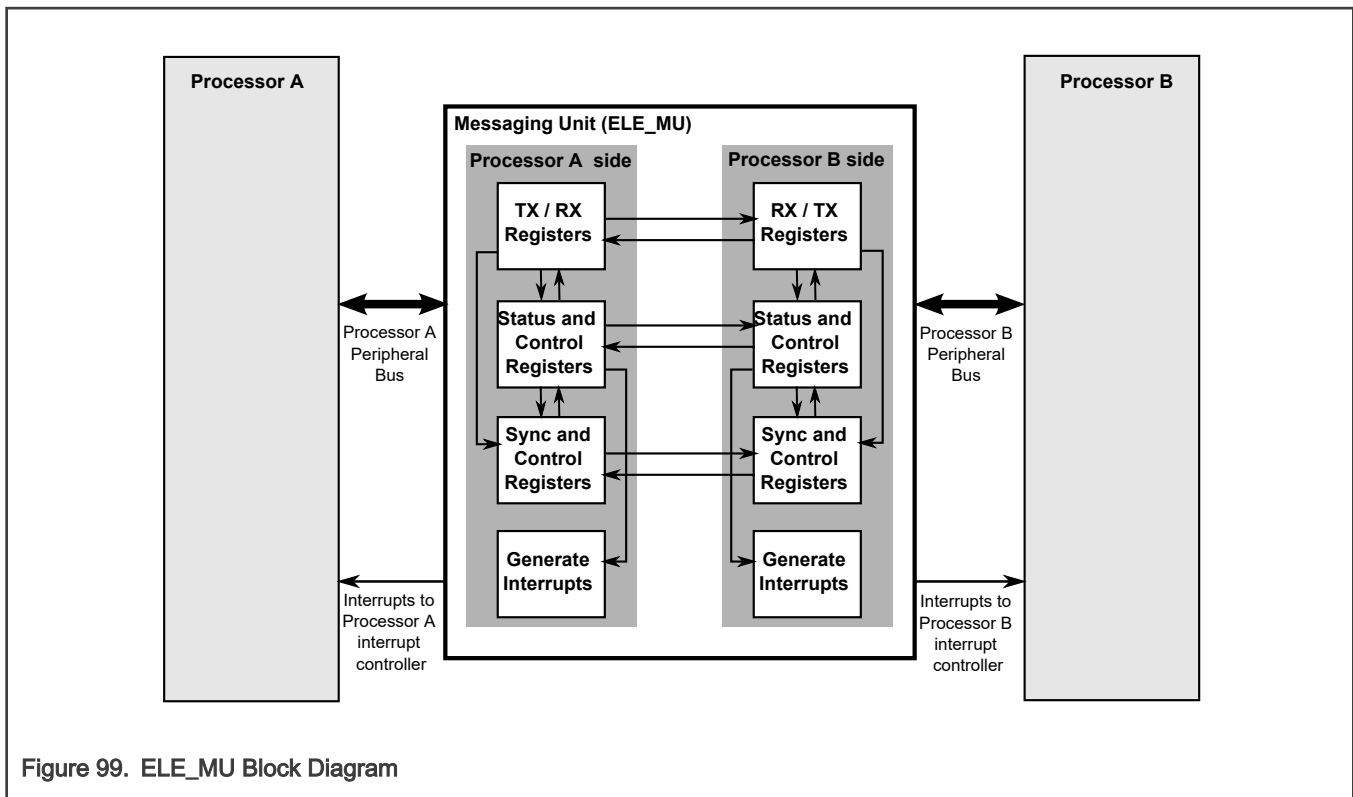 Processor A
Processor B
Messaging Unit (ELE_MU)
Processor A side
Processor B side
TX / RX
Registers
RX / TX
Registers
Status and
Control
Registers
Status and
Control
Registers
Processor A
Peripheral
Bus
Processor B
Peripheral
Bus
Sync and
Control
Registers
Sync and
Control
Registers
Generate
Interrupts
Generate
Interrupts
Interrupts to
Processor A
interrupt
controller
Interrupts to
Processor B
interrupt
controller
Figure 99. ELE_MU Block Diagram